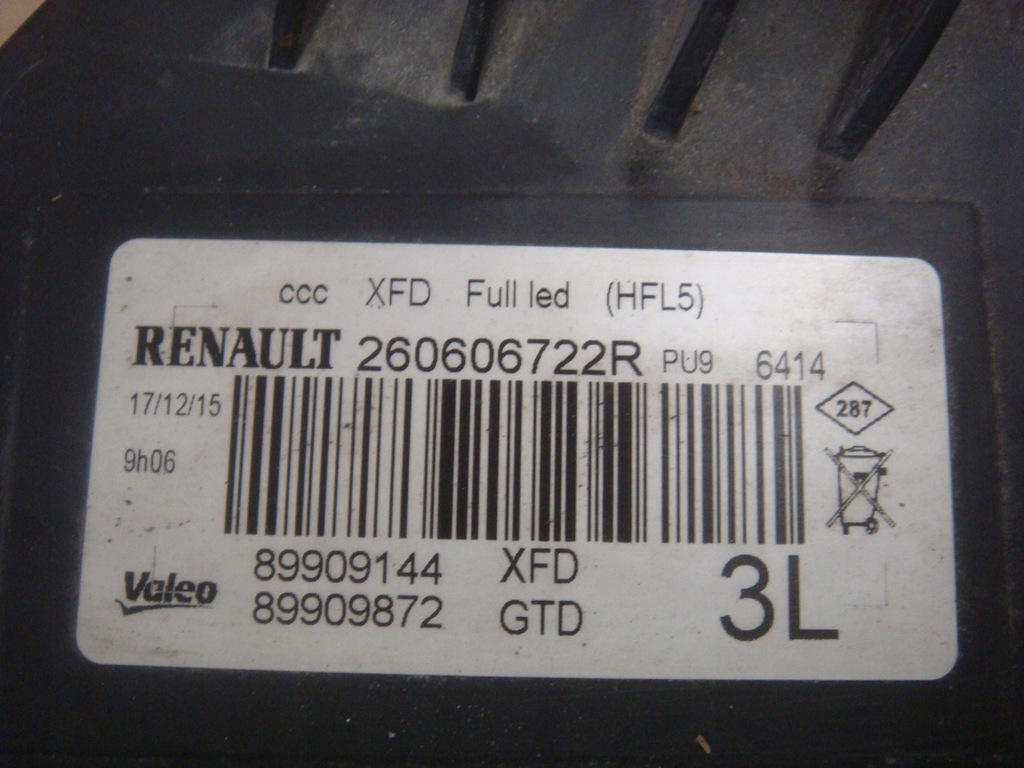 ccc XFD Full led (HFL5)
RENAULT 260606722R PU9 6414
17/12/15
287
9h06
89909144 XFD
Valeo
89909872 GTD
3L